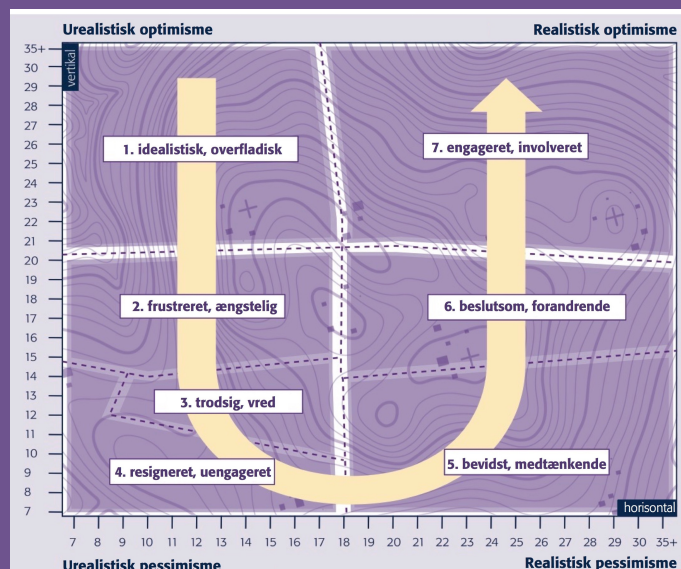 Urealistisk optimisme
Realistisk optimisme
35+
vertikal
30
29
28
27
26
1. idealistisk, overfladisk
7. engageret, involveret
25
24
23
22
21
20
19
18
2. frustreret, ængstelig
6. beslutsom, forandrende
17
16
15
14
13
3. trodsig, vred
12
11
10
4. resigneret, uengageret
5. bevidst, medtænkende
9
8
7
horisontal
7 8 9 10 11 12 13 14 15 16 17 18 19 20 21 22 23 24 25 26 27 28 29 30 35+
Urealistisk pessimisme
Realistisk pessimisme